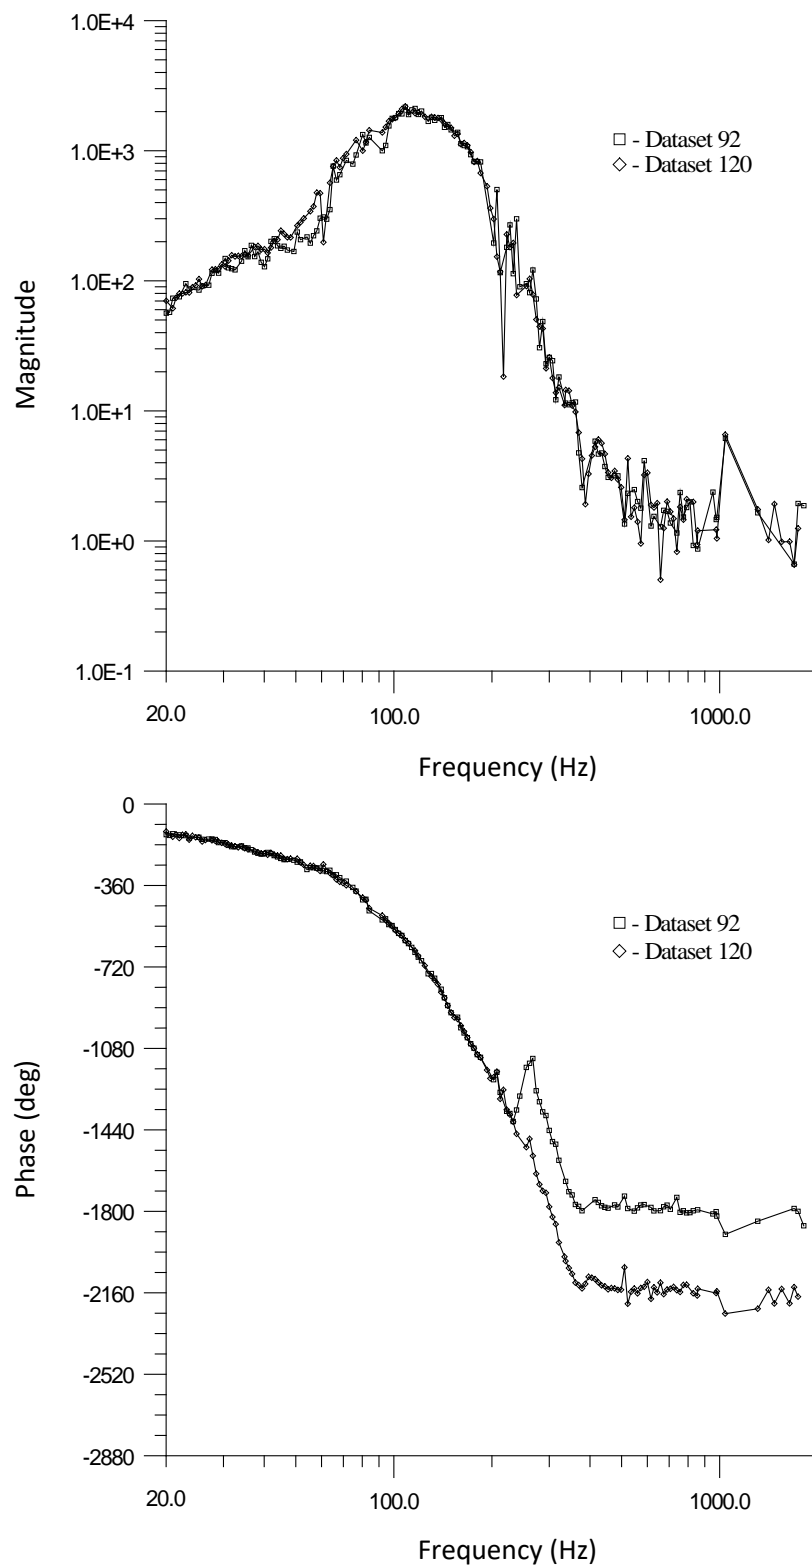 1.0E+4
1.0E+3
1.0E+2
1.0E+1
1.0E+0
1.0E-1
Magnitude
□ - Dataset 92
◇ - Dataset 120
20.0 100.0 1000.0
Frequency (Hz)
0
-360
-720
-1080
-1440
-1800
-2160
-2520
-2880
Phase (deg)
□ - Dataset 92
◇ - Dataset 120
20.0 100.0 1000.0
Frequency (Hz)